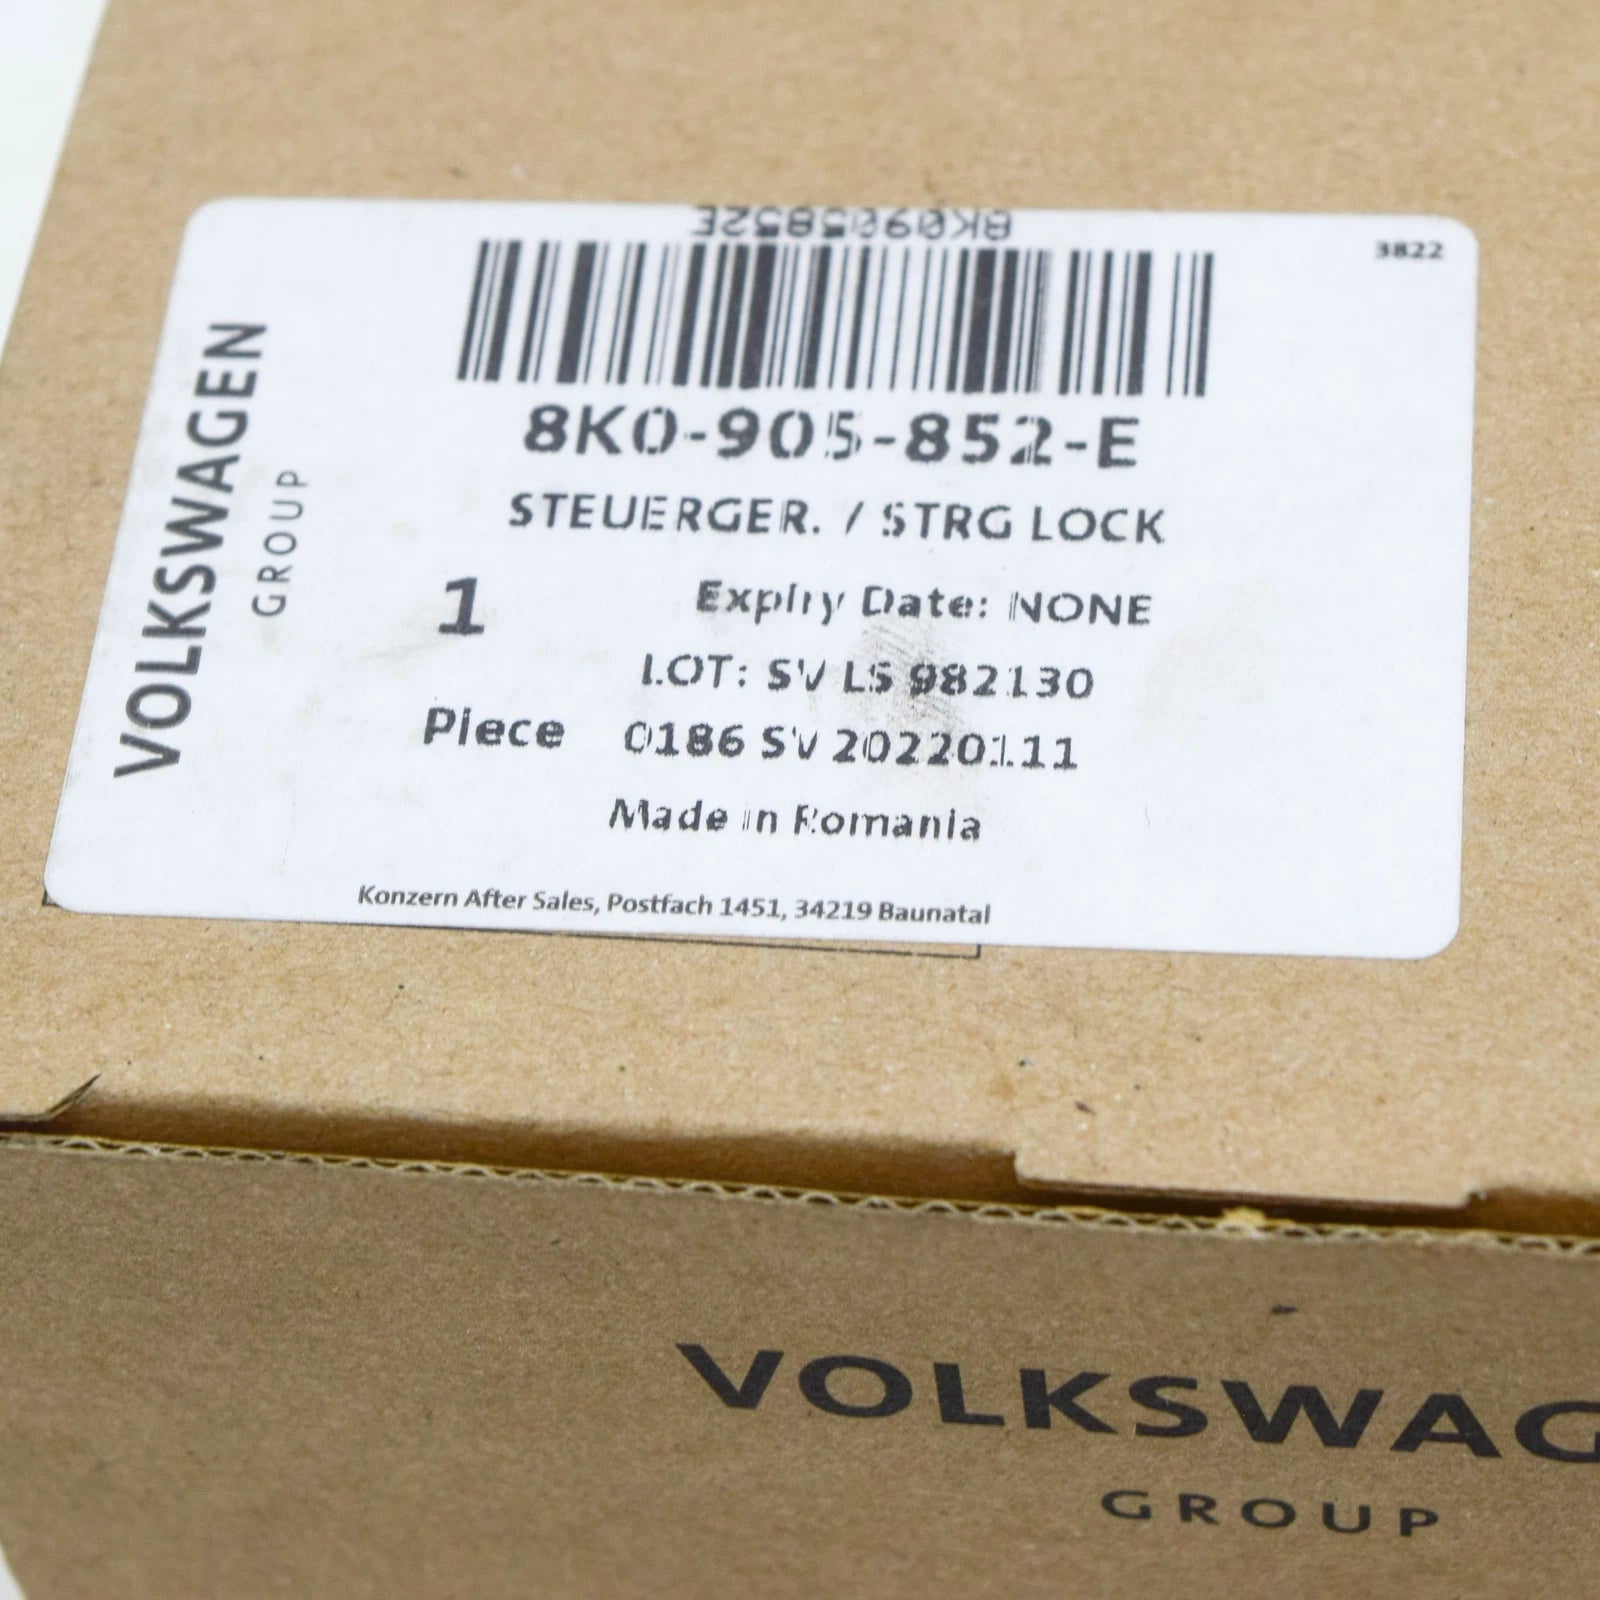 8K0905852E
3822
VOLKSWAGEN
GROUP
8K0-905-852-E
STEUERGER. / STRG LOCK
1
Expiry Date: NONE
LOT: SV LS 982130
Piece
0186 SV 20220111
Made in Romania
Konzern After Sales, Postfach 1451, 34219 Baunatal
VOLKSWAG
GROUP